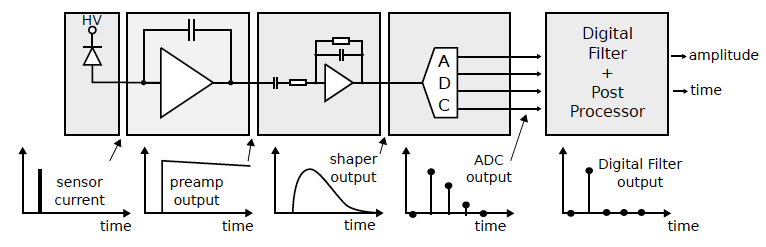 HV
A
D
C
Digital
Filter
+
Post
Processor
amplitude
time
sensor
current
time
preamp
output
time
shaper
output
time
ADC
output
time
Digital Filter
output
time